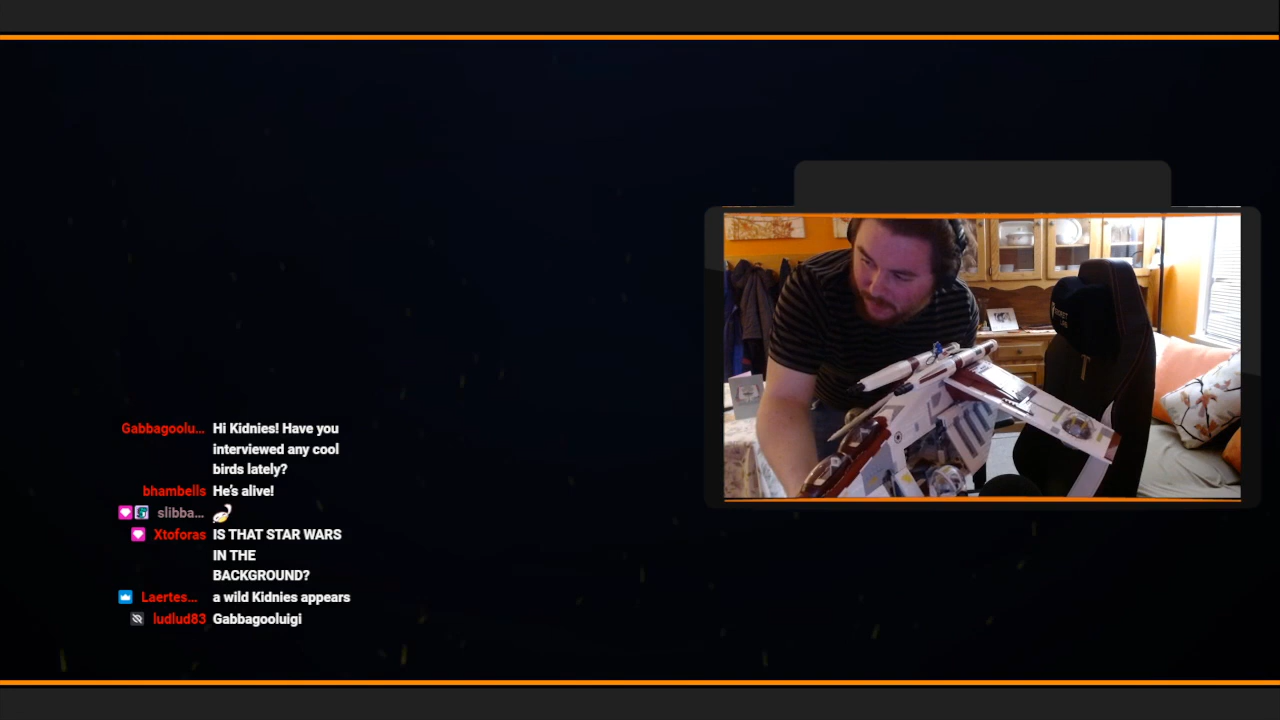 Gabbagoolu... Hi Kidnies! Have you
interviewed any cool
birds lately?
bhambells He's alive!
slibba...
Xtoforas IS THAT STAR WARS
IN THE
BACKGROUND?
Laertes... a wild Kidnies appears
ludlud83 Gabbagooluigi